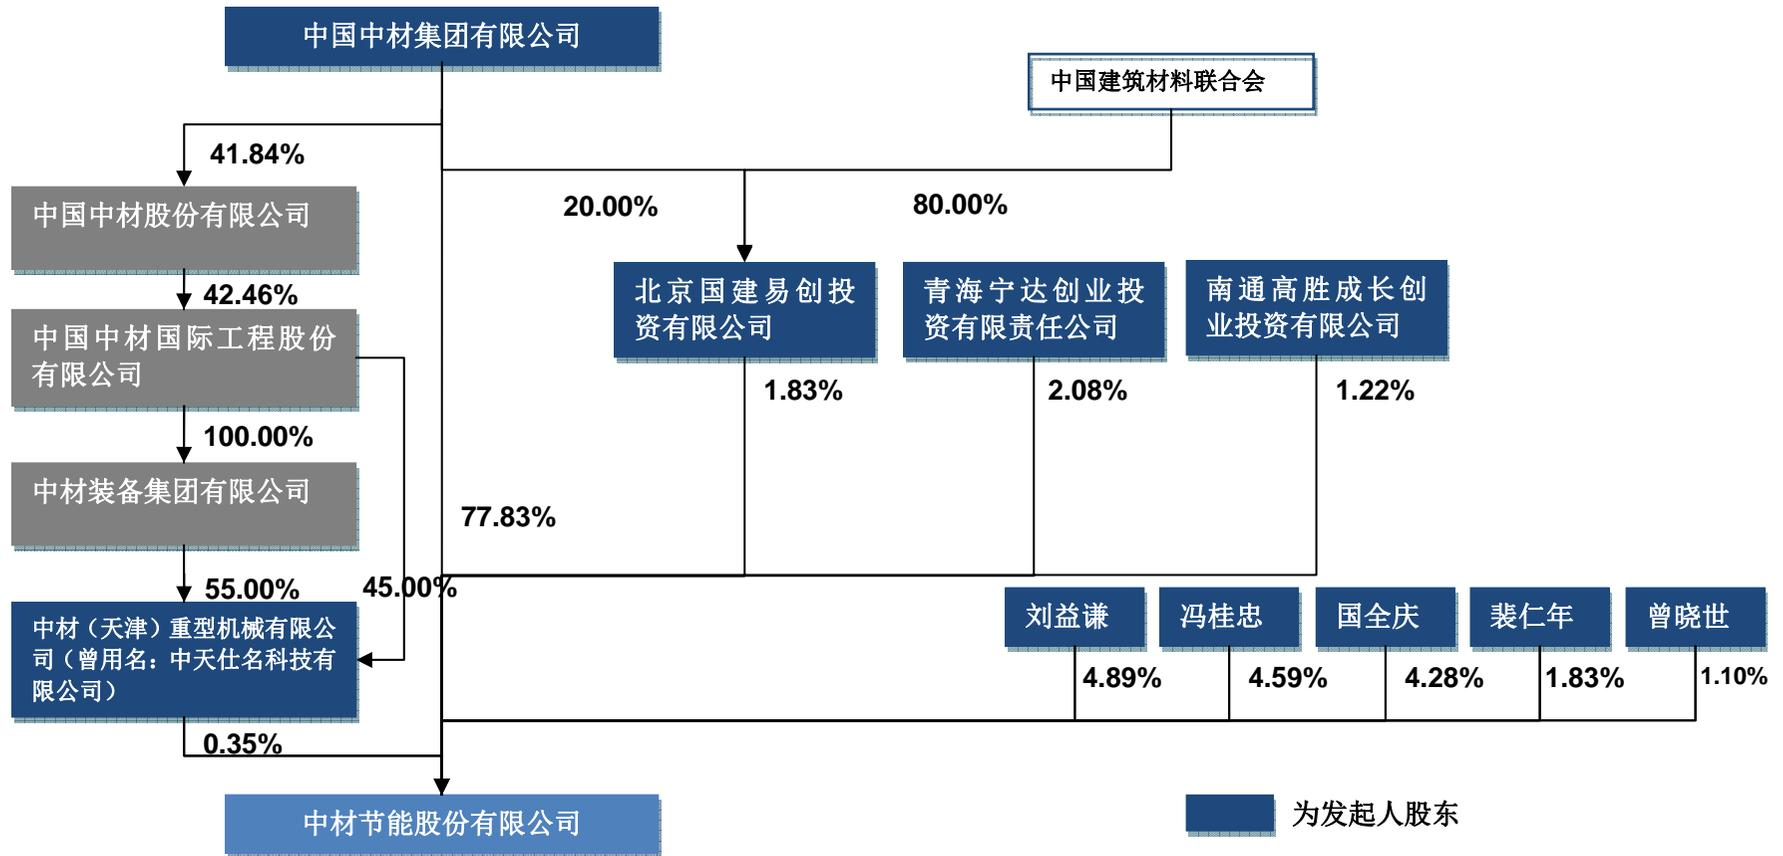 中国中材集团有限公司
中国建筑材料联合会
41.84%
中国中材股份有限公司
20.00%
80.00%
42.46%
中国中材国际工程股份
有限公司
北京国建易创投
资有限公司
青海宁达创业投
资有限责任公司
南通高胜成长创
业投资有限公司
1.83%
2.08%
1.22%
100.00%
中材装备集团有限公司
77.83%
55.00%
45.00%
中材（天津）重型机械有限公
司（曾用名：中天仕名科技有
限公司）
刘益谦
冯桂忠
国全庆
裴仁年
曾晓世
4.89%
4.59%
4.28%
1.83%
1.10%
0.35%
中材节能股份有限公司
为发起人股东